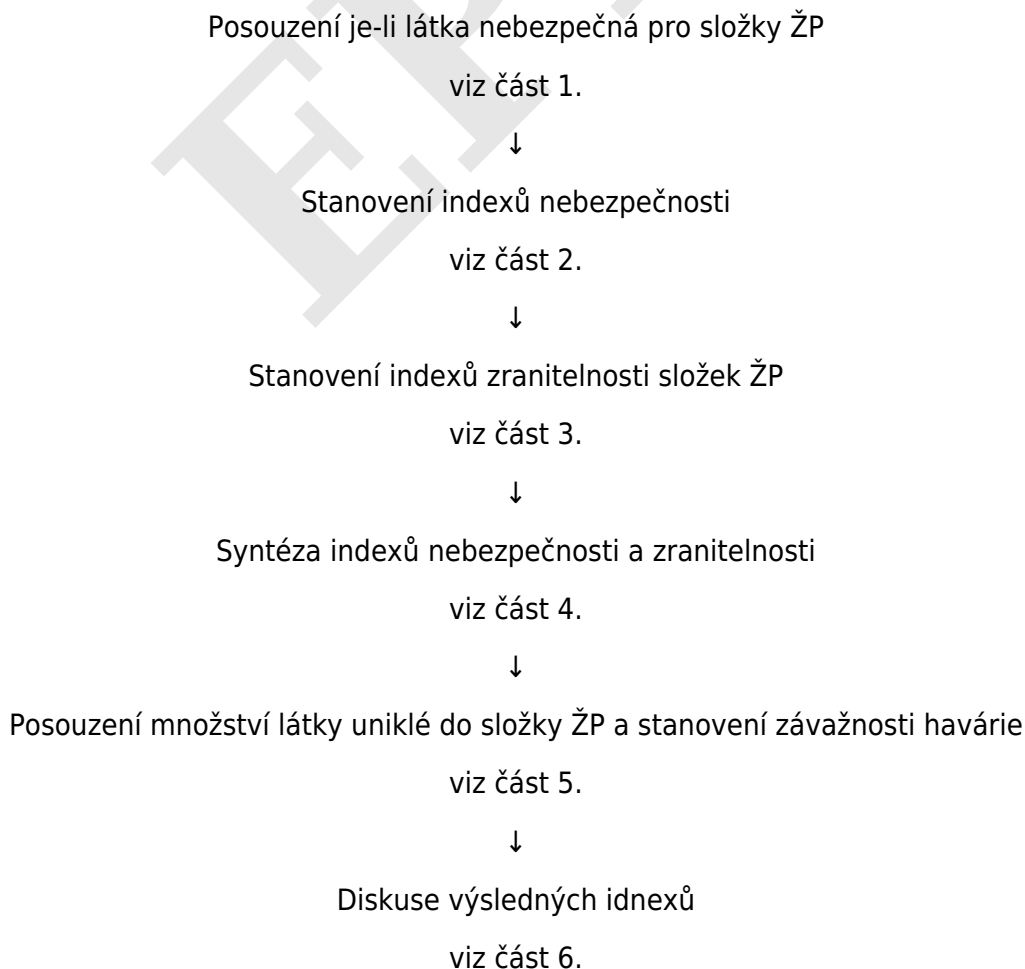 Posouzení je-li látka nebezpečná pro složky ŽP
viz část 1.
↓
Stanovení indexů nebezpečnosti
viz část 2.
↓
Stanovení indexů zranitelnosti složek ŽP
viz část 3.
↓
Syntéza indexů nebezpečnosti a zranitelnosti
viz část 4.
↓
Posouzení množství látky uniklé do složky ŽP a stanovení závažnosti havárie
viz část 5.
↓
Diskuse výsledných idnexů
viz část 6.